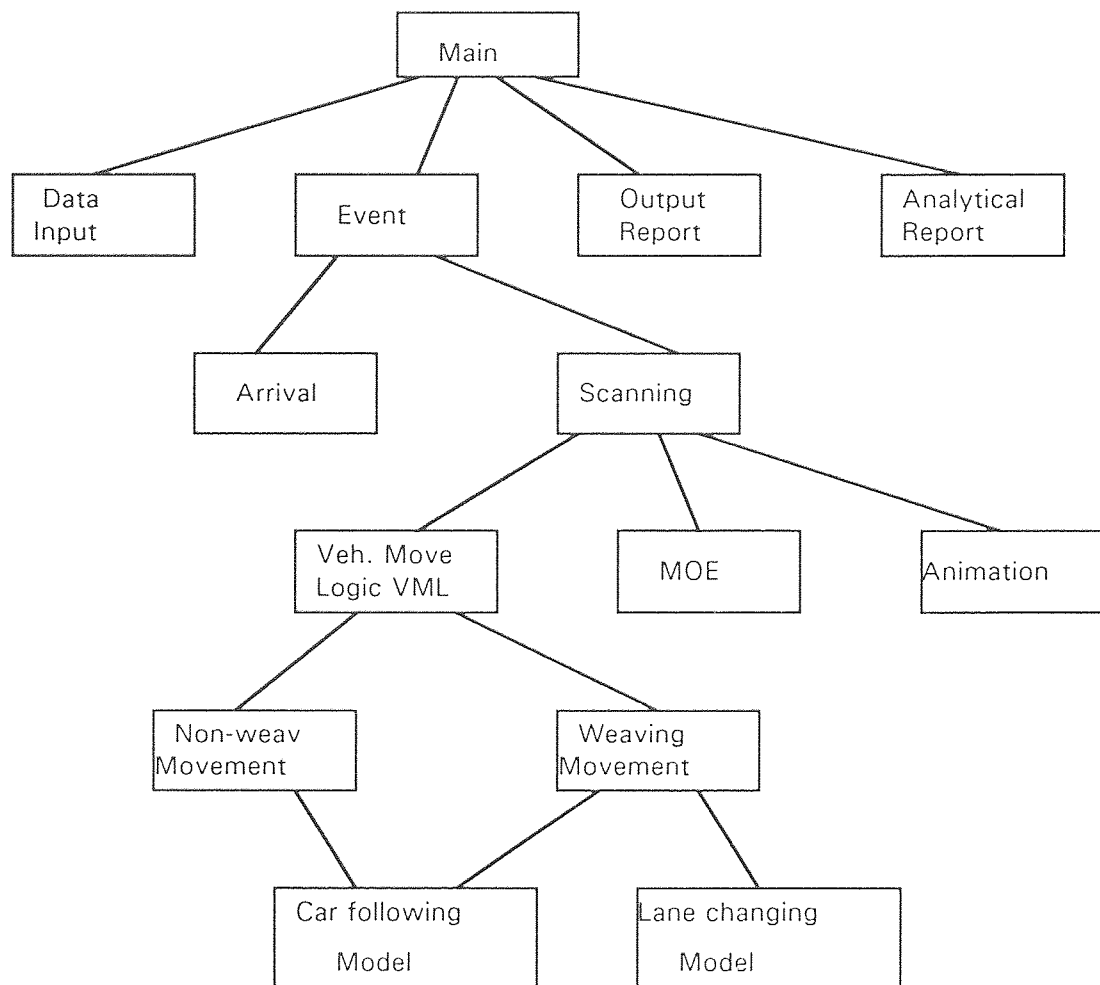 Main
Data
Input
Event
Output
Report
Analytical
Report
Arrival
Scanning
Veh. Move
Logic VML
MOE
Animation
Non-weav
Movement
Weaving
Movement
Car following
Model
Lane changing
Model